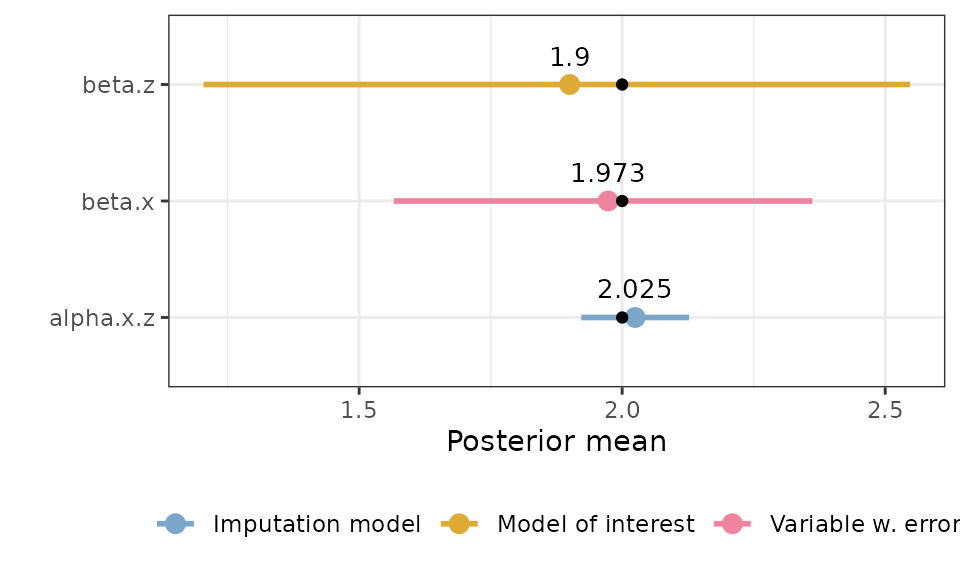 1.9
beta.z
1.973
beta.x
2.025
alpha.x.z
1.5 2.0 2.5
Posterior mean
Imputation model Model of interest Variable w. error